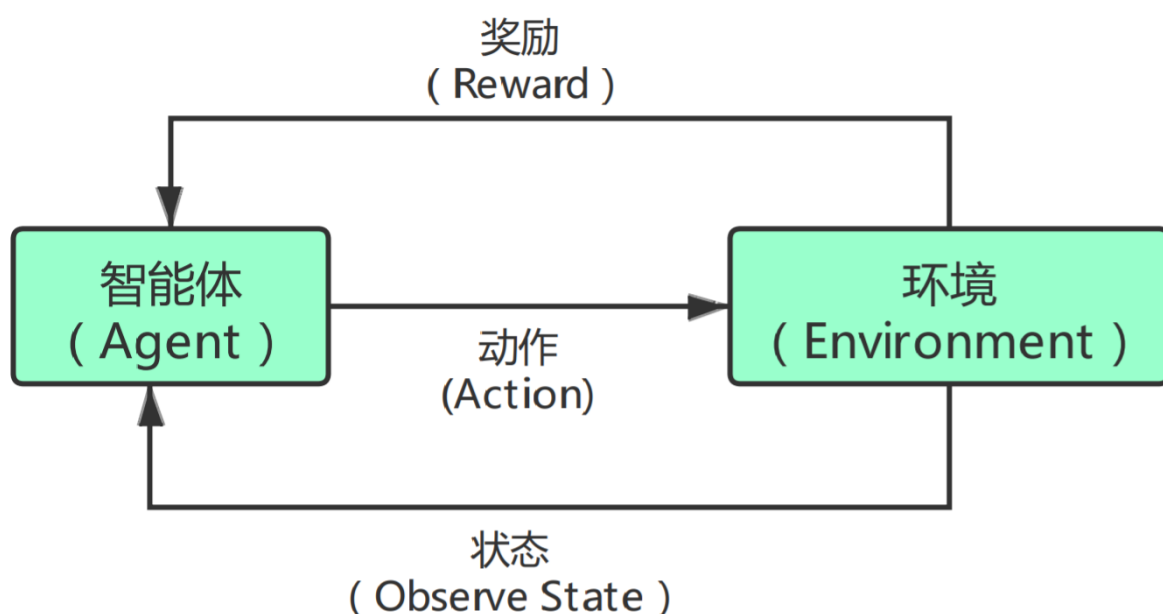 奖励
（Reward）
智能体
（Agent）
动作
(Action)
环境
（Environment）
状态
（Observe State）